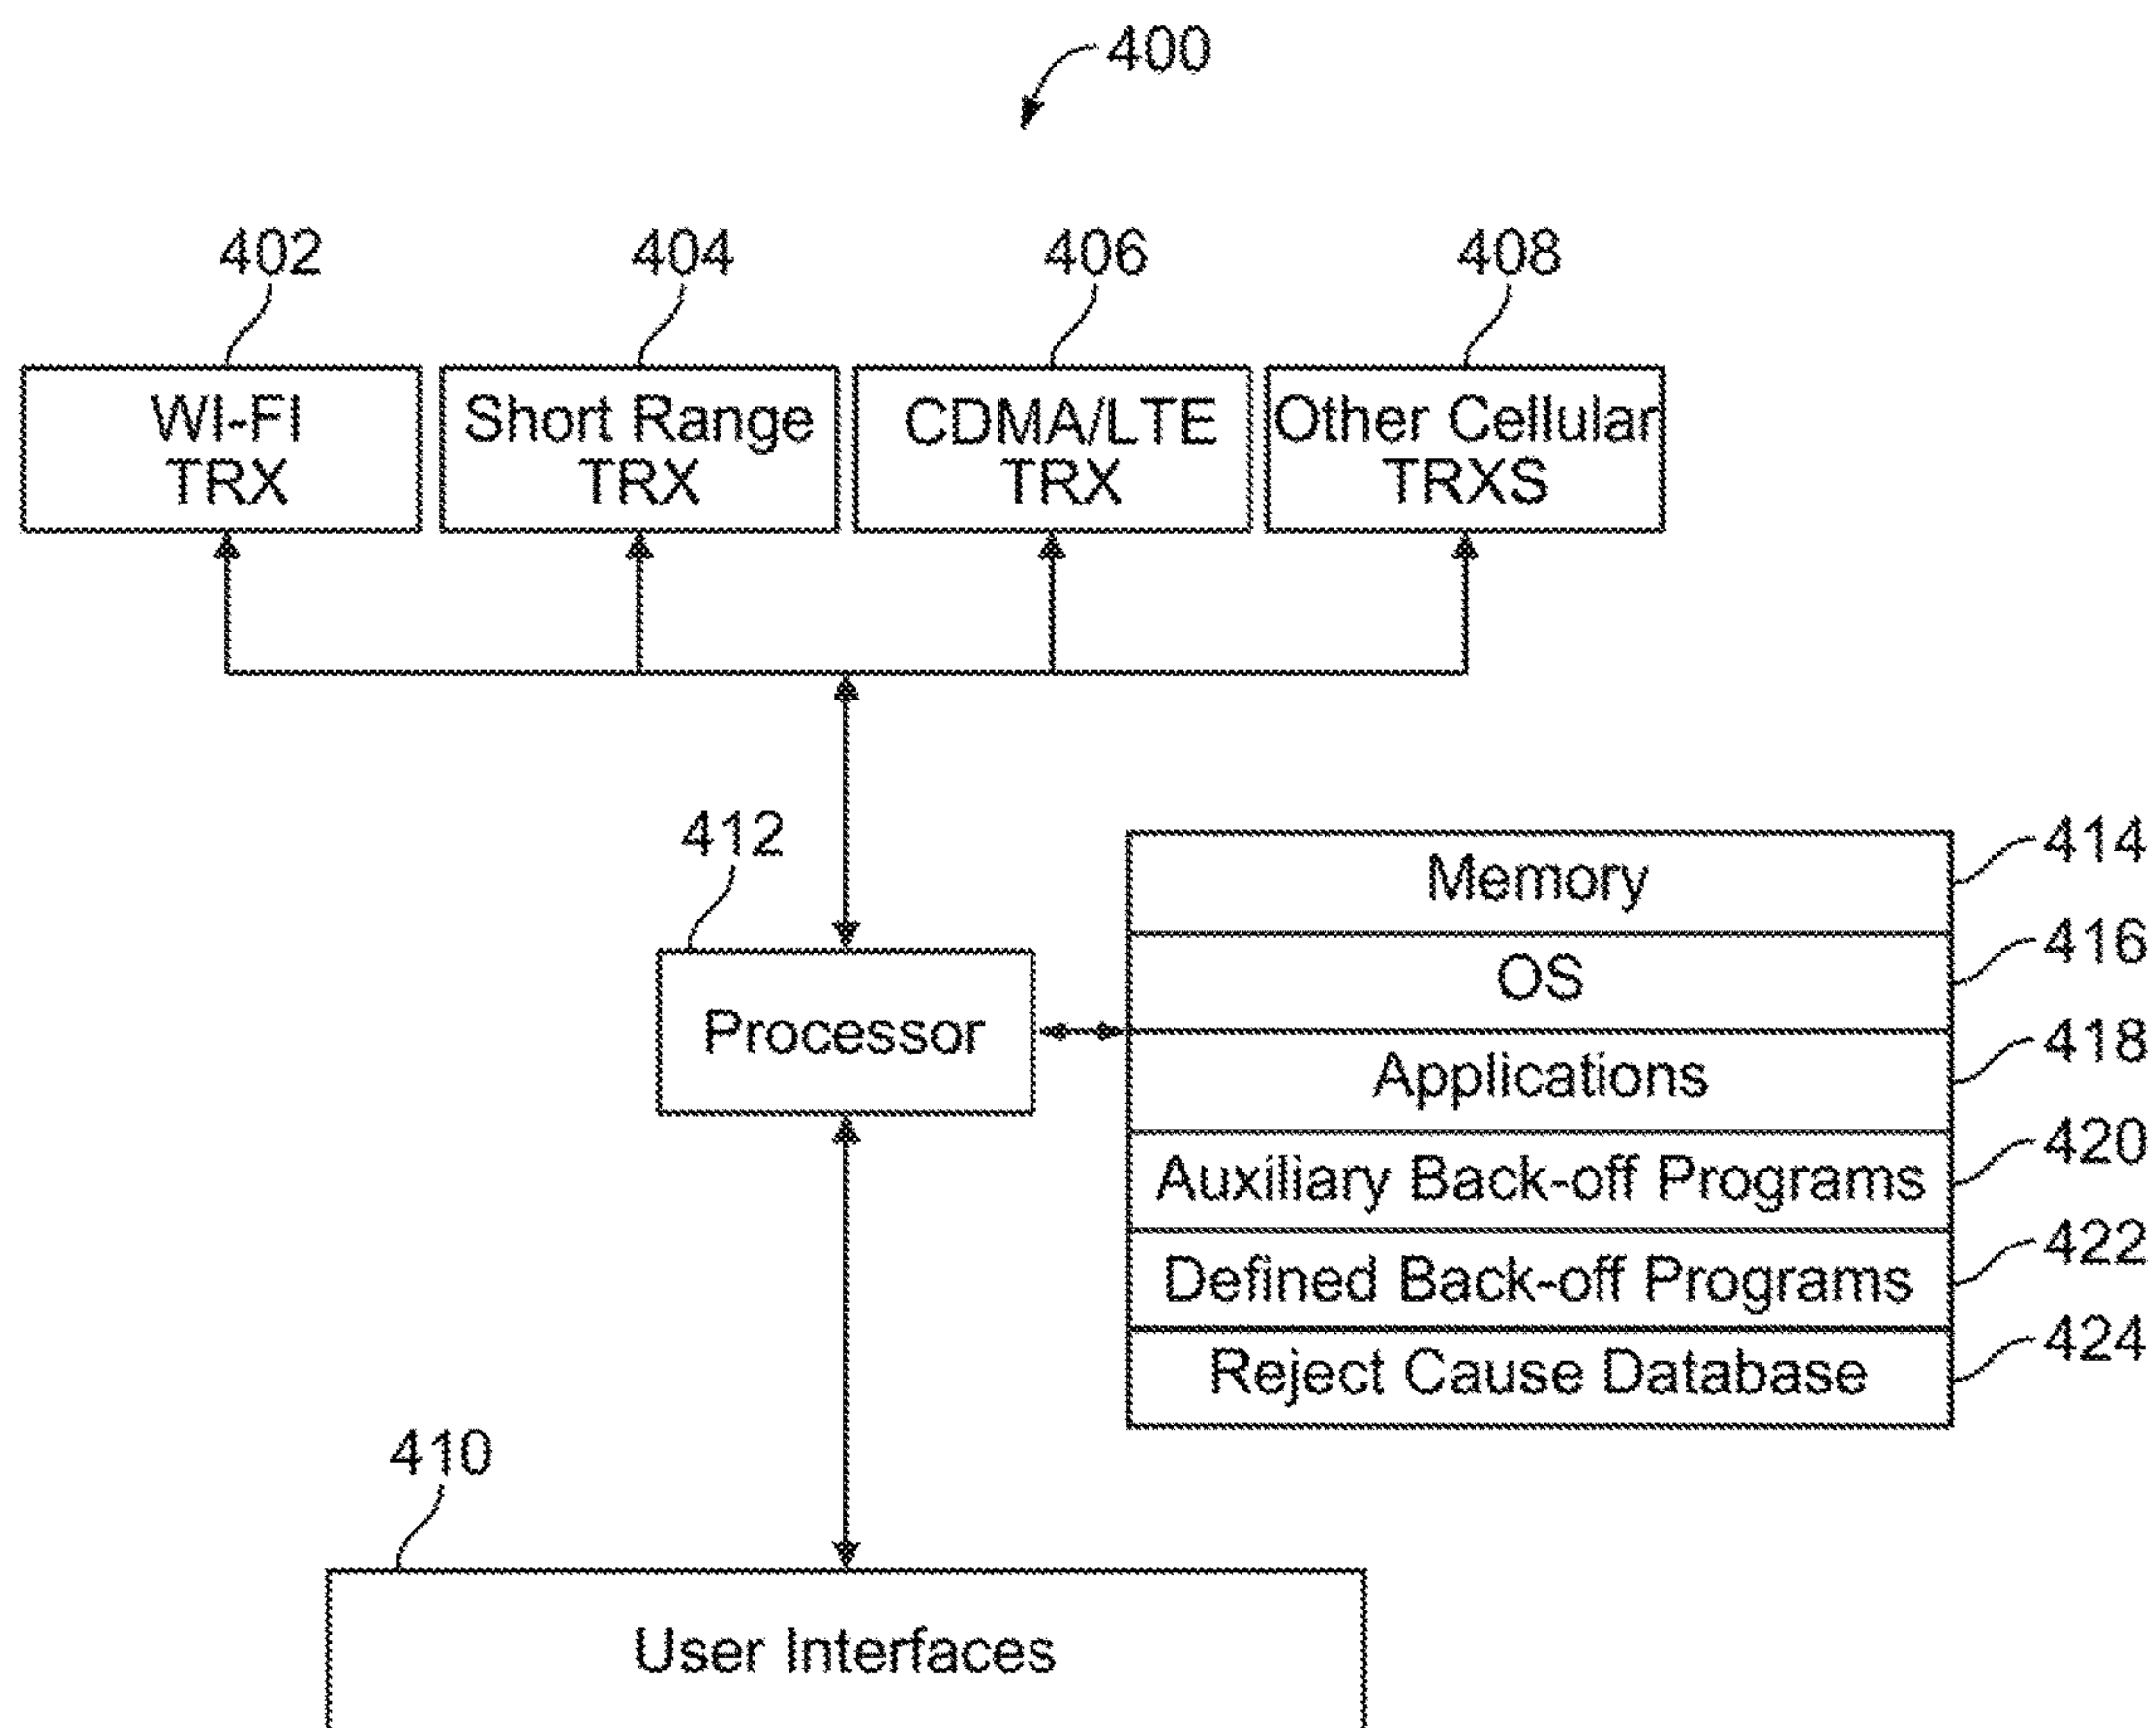 400
402
404
406
408
WI-FI
TRX
Short Range
TRX
CDMA/LTE
TRX
Other Cellular
TRXS
412
Processor
Memory
414
OS
416
Applications
418
Auxiliary Back-off Programs
420
Defined Back-off Programs
422
Reject Cause Database
424
410
User Interfaces